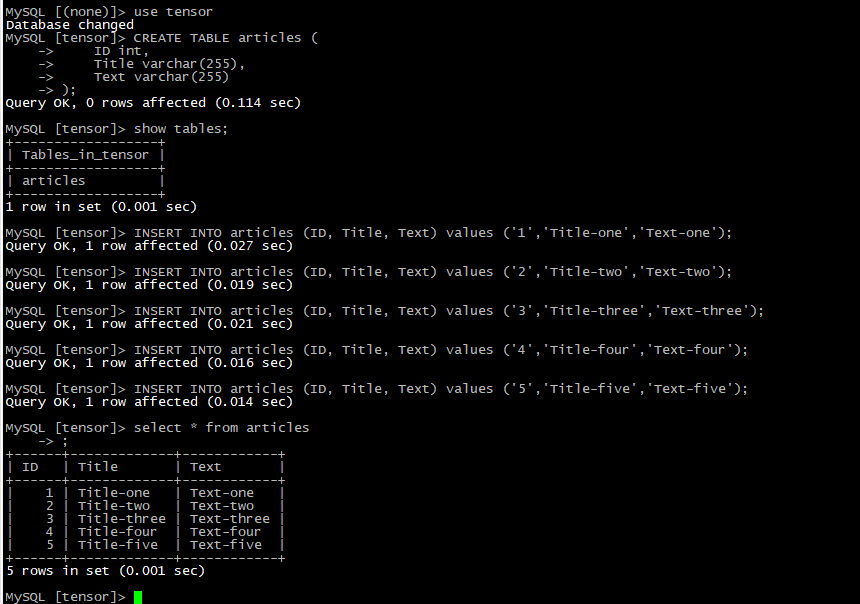 MySQL [(none)]> use tensor
Database changed
MySQL [tensor]> CREATE TABLE articles (
    ->     ID int,
    ->     Title varchar(255),
    ->     Text varchar(255)
    -> );
Query OK, 0 rows affected (0.114 sec)

MySQL [tensor]> show tables;
+------------------+
| Tables_in_tensor |
+------------------+
| articles         |
+------------------+
1 row in set (0.001 sec)

MySQL [tensor]> INSERT INTO articles (ID, Title, Text) values ('1','Title-one','Text-one');
Query OK, 1 row affected (0.027 sec)

MySQL [tensor]> INSERT INTO articles (ID, Title, Text) values ('2','Title-two','Text-two');
Query OK, 1 row affected (0.019 sec)

MySQL [tensor]> INSERT INTO articles (ID, Title, Text) values ('3','Title-three','Text-three');
Query OK, 1 row affected (0.021 sec)

MySQL [tensor]> INSERT INTO articles (ID, Title, Text) values ('4','Title-four','Text-four');
Query OK, 1 row affected (0.016 sec)

MySQL [tensor]> INSERT INTO articles (ID, Title, Text) values ('5','Title-five','Text-five');
Query OK, 1 row affected (0.014 sec)

MySQL [tensor]> select * from articles
    -> ;
+------+-------------+------------+
| ID   | Title       | Text       |
+------+-------------+------------+
|    1 | Title-one   | Text-one   |
|    2 | Title-two   | Text-two   |
|    3 | Title-three | Text-three |
|    4 | Title-four  | Text-four  |
|    5 | Title-five  | Text-five  |
+------+-------------+------------+
5 rows in set (0.001 sec)

MySQL [tensor]>